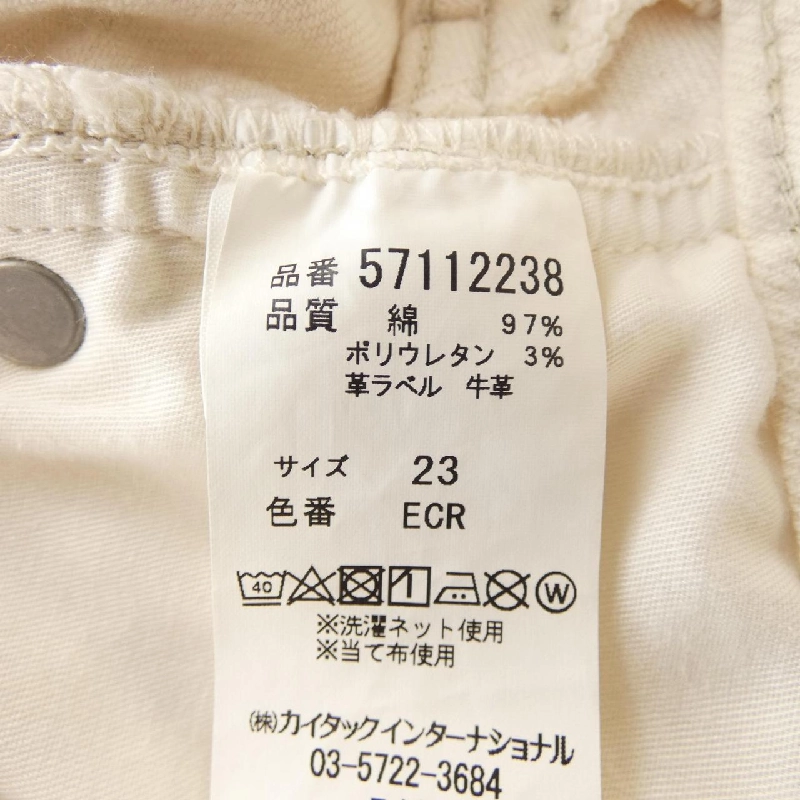 品番 57112238
品質 綿 97%
ポリウレタン 3%
革ラベル 牛革
サイズ 23
色番 ECR
40 W
※洗濯ネット使用
※当て布使用
(株)カイタックインターナショナル
03-5722-3684